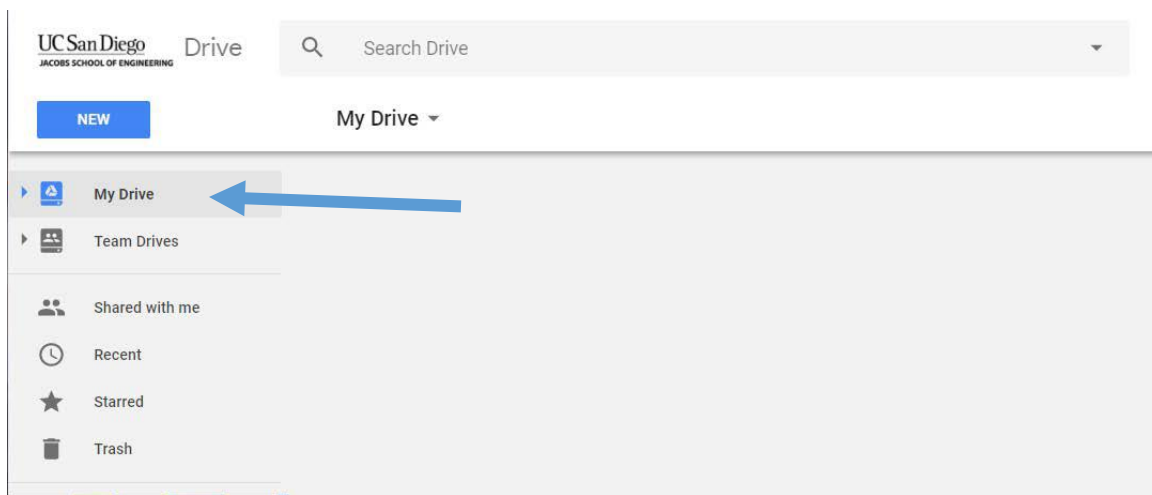 UC San Diego
JACOBS SCHOOL OF ENGINEERING
Drive
Search Drive
NEW
My Drive
My Drive
Team Drives
Shared with me
Recent
Starred
Trash